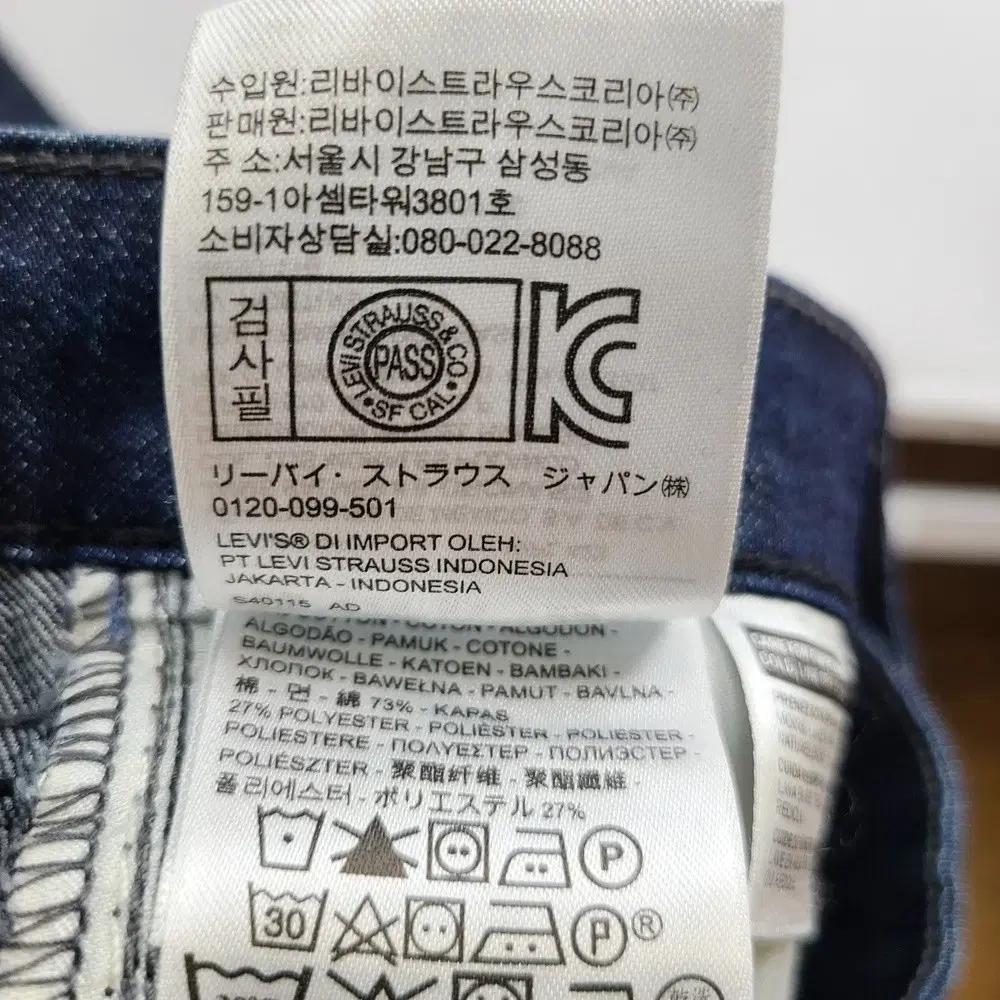 수입원:리바이스트라우스코리아㈜
판매원:리바이스트라우스코리아㈜
주 소:서울시 강남구 삼성동
159-1아셈타워3801호
소비자상담실:080-022-8088
검사필
LEVI STRAUSS & CO
PASS
SF CAL
リーバイ・ストラウス ジャパン㈱
0120-099-501
LEVI'S® DI IMPORT OLEH:
PT LEVI STRAUSS INDONESIA
JAKARTA - INDONESIA
S40115 AD
COTTON - COTON - ALGODON -
ALGODÃO - PAMUK - COTONE -
BAUMWOLLE - KATOEN - BAMBAKI -
ХЛОПОК - BAWEŁNA - PAMUT - BAVLNA -
棉 - 면 - 綿 73% - KAPAS
27% POLYESTER - POLIÉSTER - POLIESTER -
POLIESTERE - ΠΟΛΥΕΣΤΕΡ - ПОЛИЭСТЕР -
POLIÉSZTER - 聚酯纤维 - 聚酯纖維 -
폴리에스터 - ポリエステル 27%
P
30
P ®